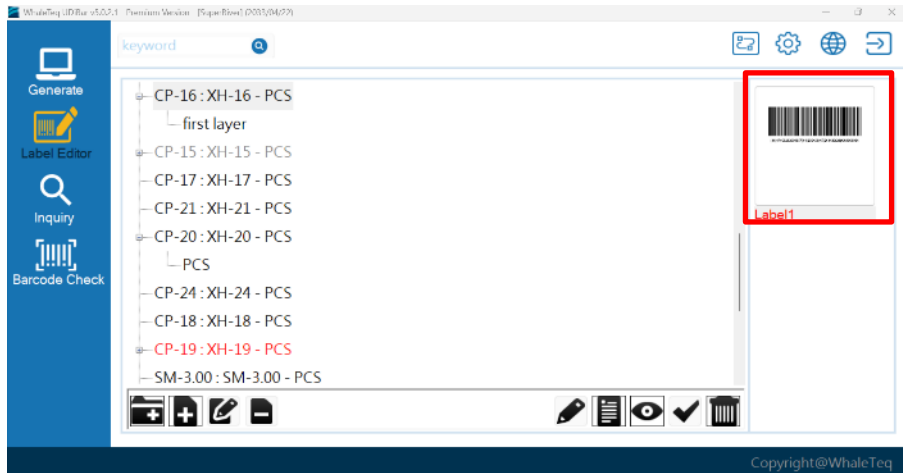 WhaleTeq UDIBar v5.0.2.1 Premium Version [SuperRiver] (2033/04/22)
keyword
Generate
Label Editor
Inquiry
Barcode Check
CP-16 : XH-16 - PCS
first layer
CP-15 : XH-15 - PCS
CP-17 : XH-17 - PCS
CP-21 : XH-21 - PCS
CP-20 : XH-20 - PCS
PCS
CP-24 : XH-24 - PCS
CP-18 : XH-18 - PCS
CP-19 : XH-19 - PCS
SM-3.00 : SM-3.00 - PCS
Label1
Copyright@WhaleTeq